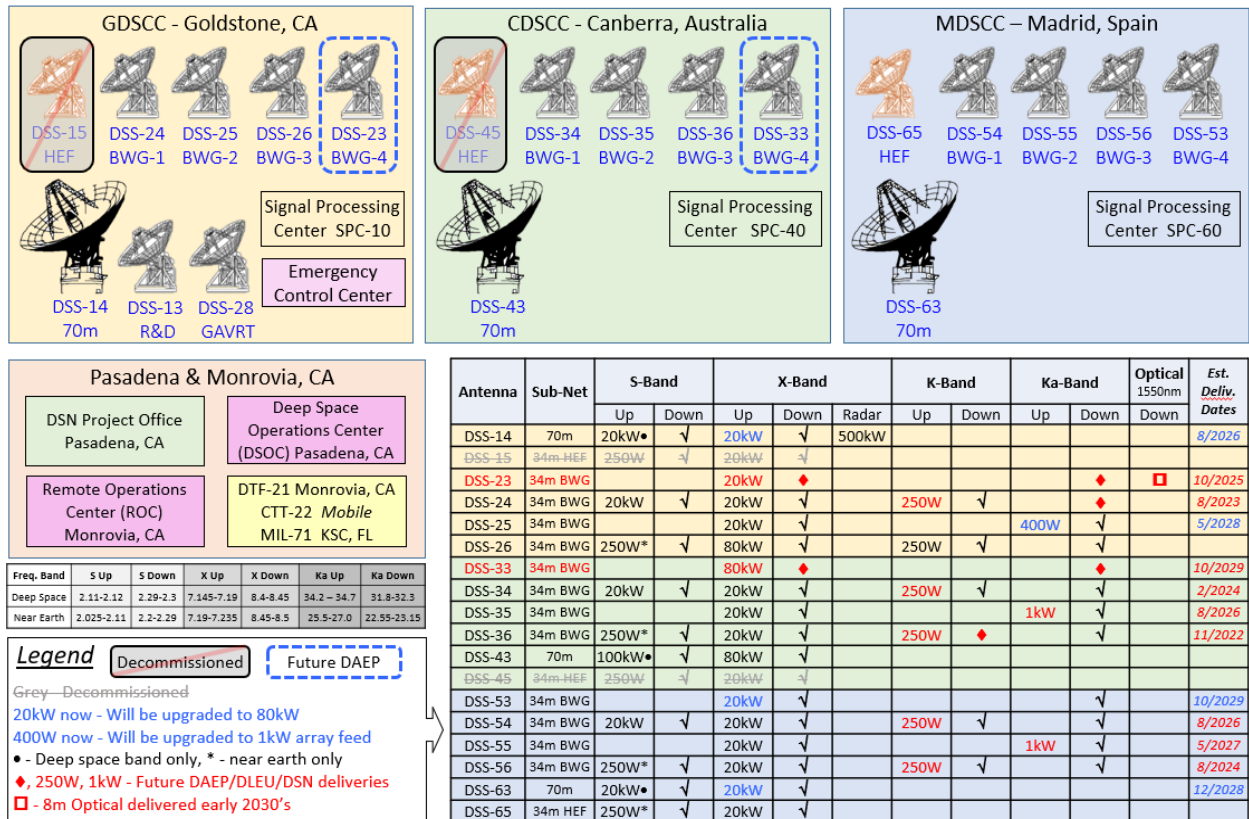 GDSCC - Goldstone, CA
DSS-15 DSS-24 DSS-25 DSS-26 DSS-23
HEF BWG-1 BWG-2 BWG-3 BWG-4
Signal Processing
Center SPC-10
Emergency
Control Center
DSS-14 DSS-13 DSS-28
70m R&D GAVRT
CDSCC - Canberra, Australia
DSS-45 DSS-34 DSS-35 DSS-36 DSS-33
HEF BWG-1 BWG-2 BWG-3 BWG-4
Signal Processing
Center SPC-40
DSS-43
70m
MDSCC – Madrid, Spain
DSS-65 DSS-54 DSS-55 DSS-56 DSS-53
HEF BWG-1 BWG-2 BWG-3 BWG-4
Signal Processing
Center SPC-60
DSS-63
70m
Pasadena & Monrovia, CA
DSN Project Office
Pasadena, CA
Deep Space
Operations Center
(DSOC) Pasadena, CA
Remote Operations
Center (ROC)
Monrovia, CA
DTF-21 Monrovia, CA
CTT-22 Mobile
MIL-71 KSC, FL
Freq. Band S Up S Down X Up X Down Ka Up Ka Down
Deep Space 2.11-2.12 2.29-2.3 7.145-7.19 8.4-8.45 34.2 – 34.7 31.8-32.3
Near Earth 2.025-2.11 2.2-2.29 7.19-7.235 8.45-8.5 25.5-27.0 22.55-23.15
Legend Decommissioned Future DAEP
Grey - Decommissioned
20kW now - Will be upgraded to 80kW
400W now - Will be upgraded to 1kW array feed
• - Deep space band only, * - near earth only
♦, 250W, 1kW - Future DAEP/DLEU/DSN deliveries
□ - 8m Optical delivered early 2030's
Antenna Sub-Net S-Band X-Band K-Band Ka-Band Optical 1550nm Est. Deliv. Dates
Up Down Up Down Radar Up Down Up Down Down
DSS-14 70m 20kW• √ 20kW √ 500kW 8/2026
DSS-15 34m HEF 250W √ 20kW √
DSS-23 34m BWG 20kW ♦ ♦ □ 10/2025
DSS-24 34m BWG 20kW √ 20kW √ 250W √ ♦ 8/2023
DSS-25 34m BWG 20kW √ 400W √ 5/2028
DSS-26 34m BWG 250W* √ 80kW √ 250W √ √
DSS-33 34m BWG 80kW ♦ ♦ 10/2029
DSS-34 34m BWG 20kW √ 20kW √ 250W √ √ 2/2024
DSS-35 34m BWG 20kW √ 1kW √ 8/2026
DSS-36 34m BWG 250W* √ 20kW √ 250W ♦ √ 11/2022
DSS-43 70m 100kW• √ 80kW √
DSS-45 34m HEF 250W √ 20kW √
DSS-53 34m BWG 20kW √ √ 10/2029
DSS-54 34m BWG 20kW √ 20kW √ 250W √ √ 8/2026
DSS-55 34m BWG 20kW √ 1kW √ 5/2027
DSS-56 34m BWG 250W* √ 20kW √ 250W √ √ 8/2024
DSS-63 70m 20kW• √ 20kW √ 12/2028
DSS-65 34m HEF 250W* √ 20kW √